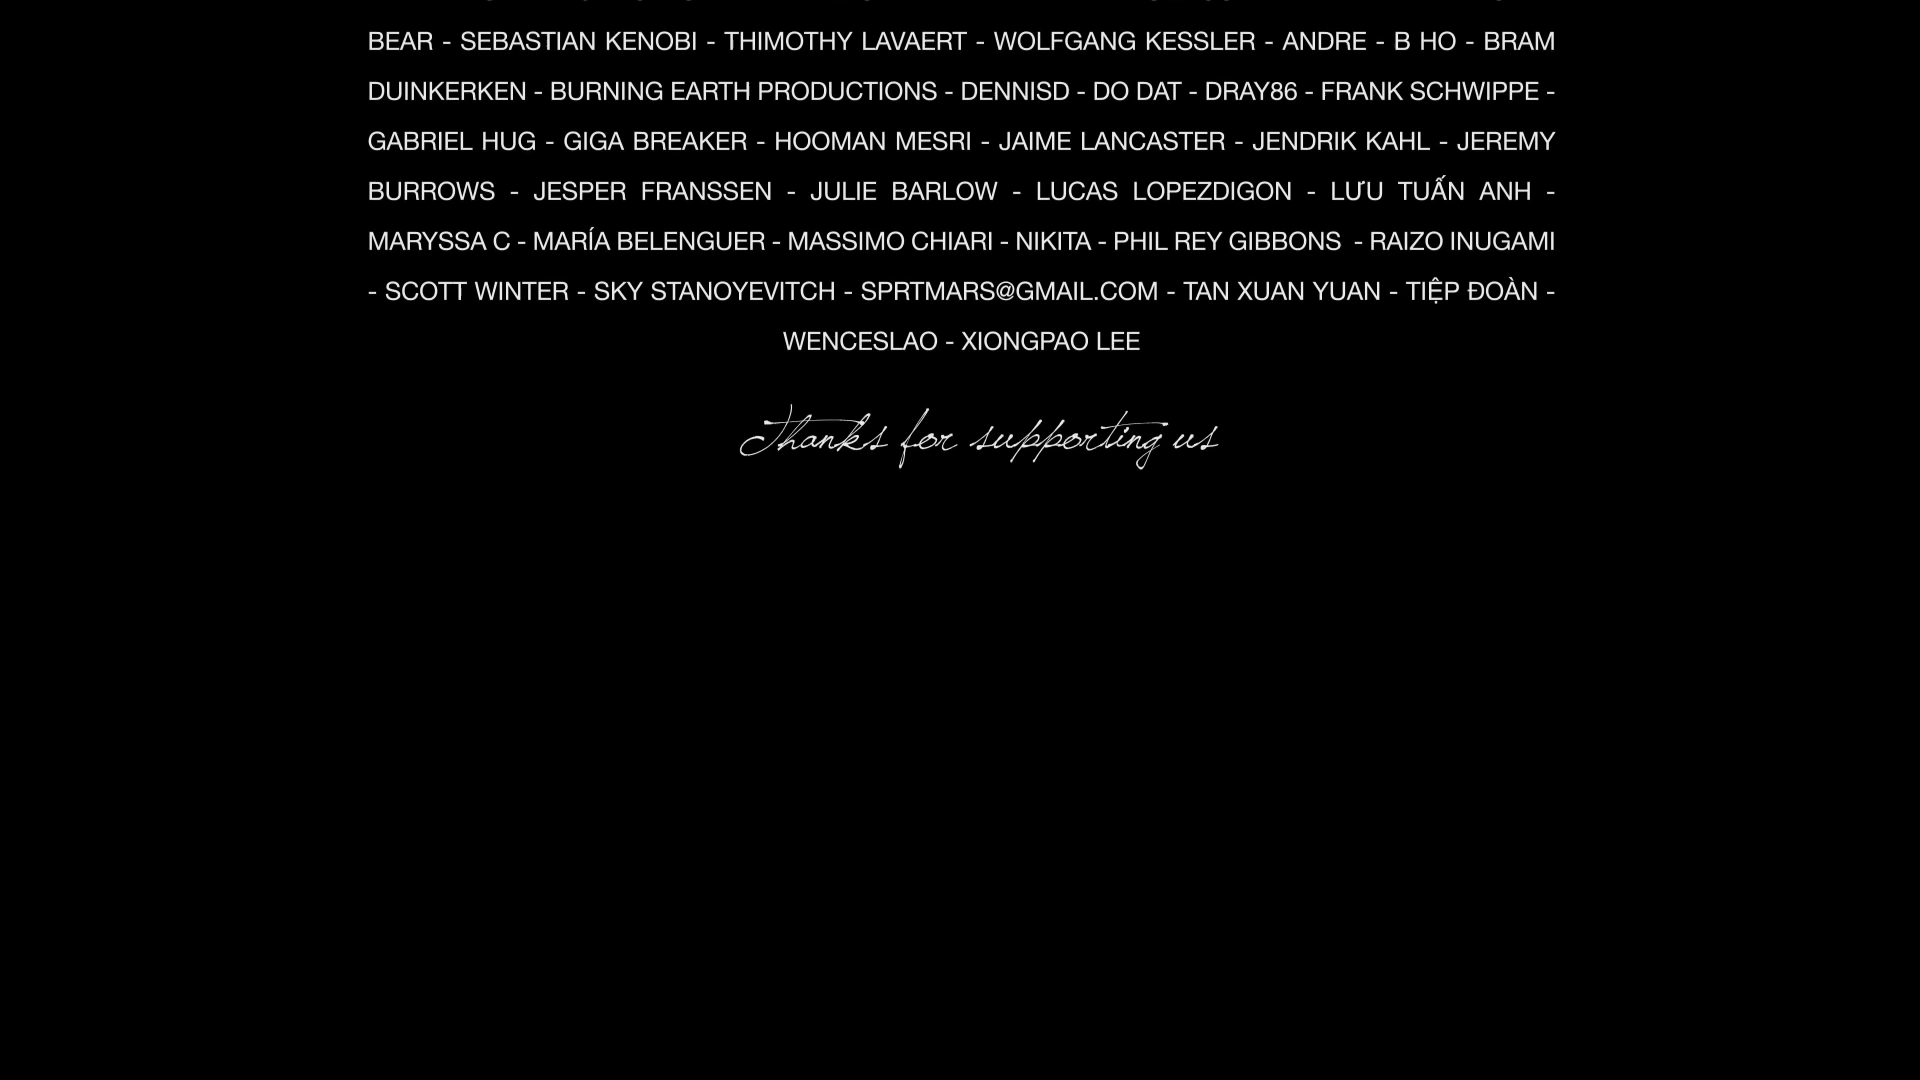 BEAR - SEBASTIAN KENOBI - THIMOTHY LAVAERT - WOLFGANG KESSLER - ANDRE - B HO - BRAM
DUINKERKEN - BURNING EARTH PRODUCTIONS - DENNISD - DO DAT - DRAY86 - FRANK SCHWIPPE -
GABRIEL HUG - GIGA BREAKER - HOOMAN MESRI - JAIME LANCASTER - JENDRIK KAHL - JEREMY
BURROWS - JESPER FRANSSEN - JULIE BARLOW - LUCAS LOPEZDIGON - LƯU TUẤN ANH -
MARYSSA C - MARÍA BELENGUER - MASSIMO CHIARI - NIKITA - PHIL REY GIBBONS - RAIZO INUGAMI
- SCOTT WINTER - SKY STANOYEVITCH - SPRTMARS@GMAIL.COM - TAN XUAN YUAN - TIỆP ĐOÀN -
WENCESLAO - XIONGPAO LEE
Thanks for supporting us